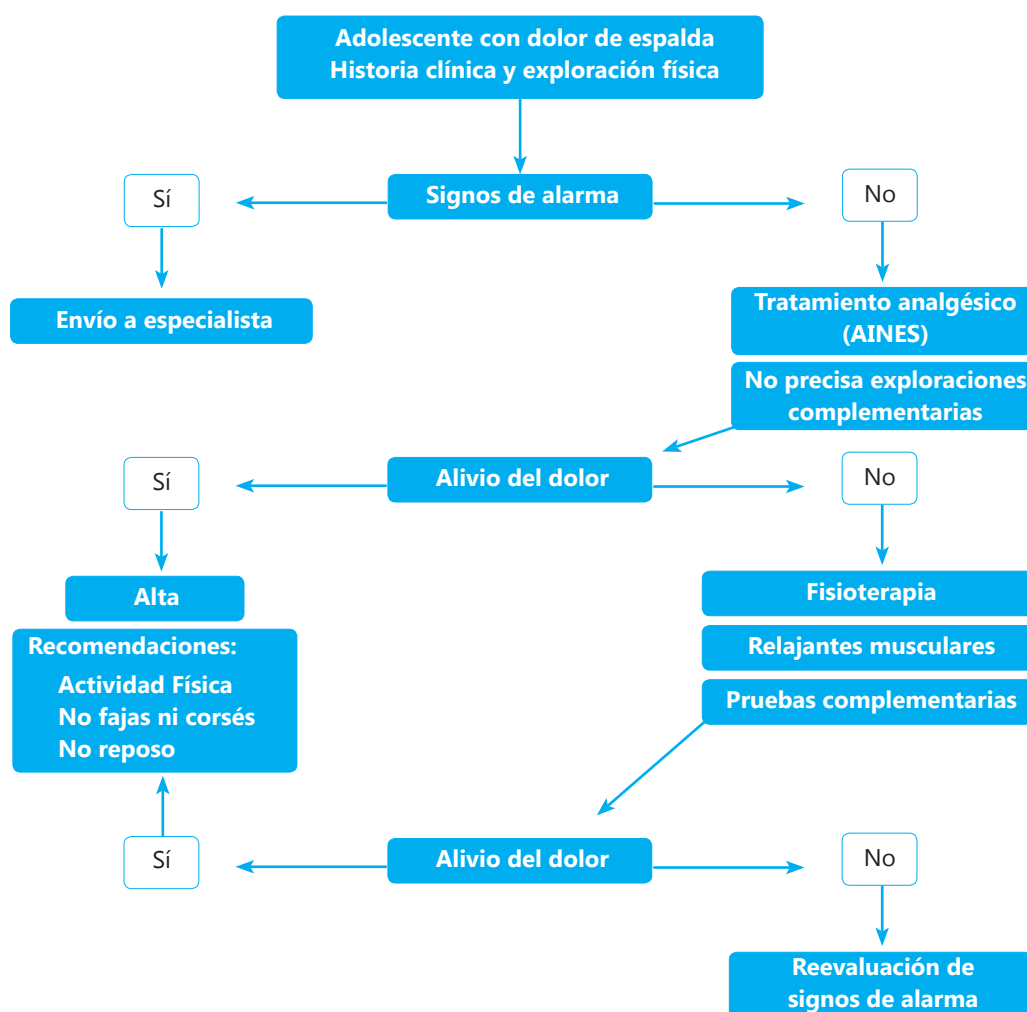 Adolescente con dolor de espalda
Historia clínica y exploración física
Sí
Signos de alarma
No
Envío a especialista
Tratamiento analgésico
(AINES)
No precisa exploraciones
complementarias
Sí
Alivio del dolor
No
Alta
Fisioterapia
Recomendaciones:
Actividad Física
No fajas ni corsés
No reposo
Relajantes musculares
Pruebas complementarias
Sí
Alivio del dolor
No
Reevaluación de
signos de alarma